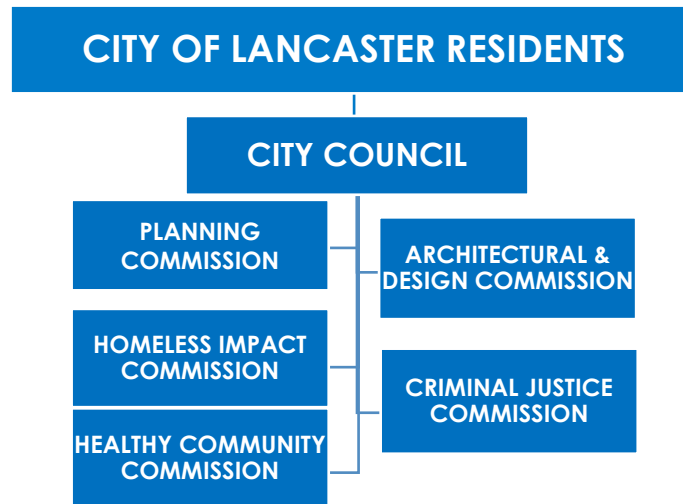 CITY OF LANCASTER RESIDENTS
CITY COUNCIL
PLANNING
COMMISSION
ARCHITECTURAL &
DESIGN COMMISSION
HOMELESS IMPACT
COMMISSION
CRIMINAL JUSTICE
COMMISSION
HEALTHY COMMUNITY
COMMISSION